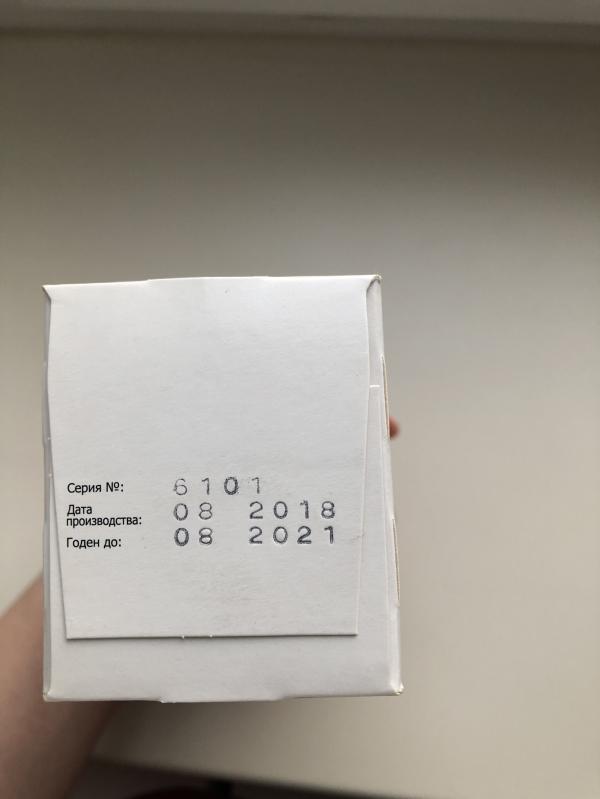 Серия №: 6101
Дата
производства: 08 2018
Годен до: 08 2021